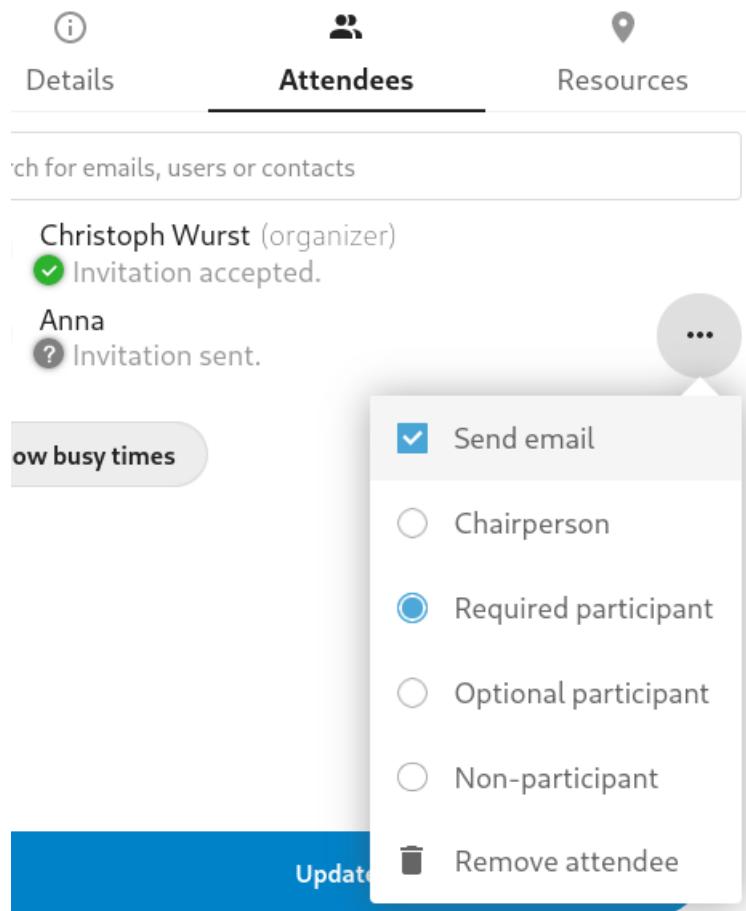 Details
Attendees
Resources
rch for emails, users or contacts
Christoph Wurst (organizer)
Invitation accepted.
Anna
Invitation sent.
ow busy times
Send email
Chairperson
Required participant
Optional participant
Non-participant
Remove attendee
Update